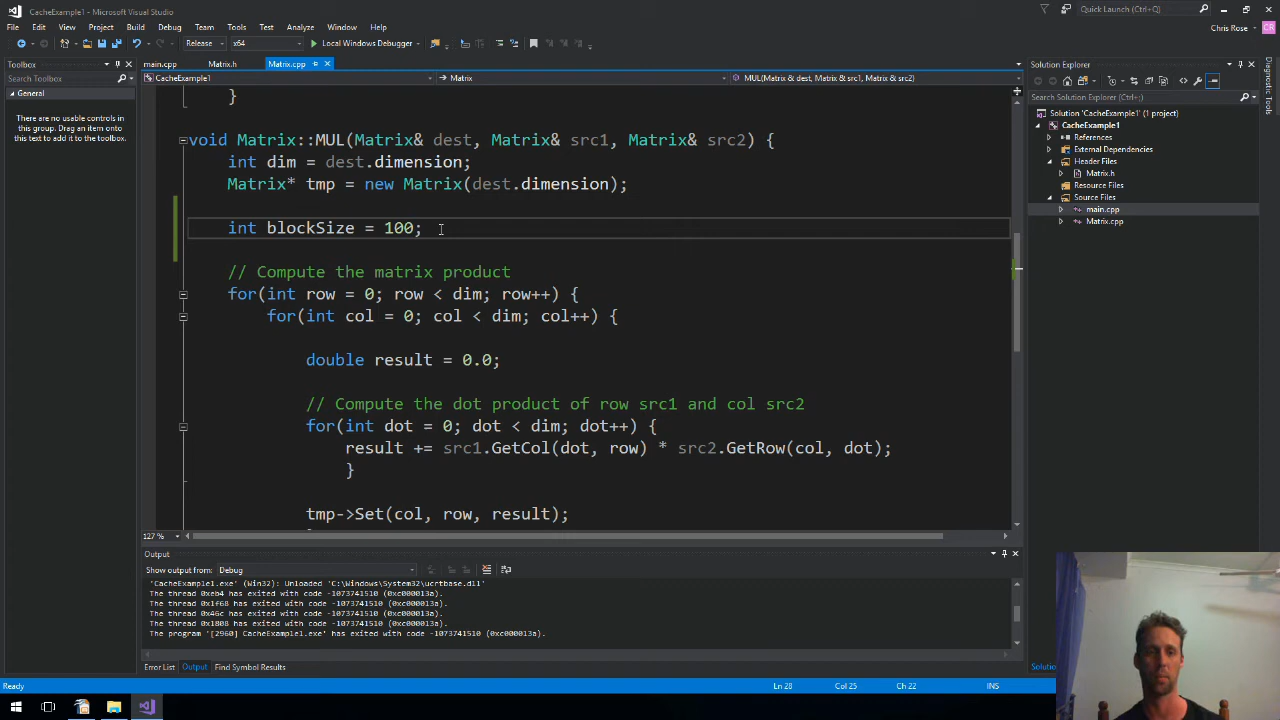 CacheExample1 - Microsoft Visual Studio
Quick Launch (Ctrl+Q)
File Edit View Project Build Debug Team Tools Test Analyze Window Help
Chris Rose
CR
Release x64 Local Windows Debugger
Toolbox
Search Toolbox
General
There are no usable controls in
this group. Drag an item onto
this text to add it to the toolbox.
main.cpp Matrix.h Matrix.cpp
CacheExample1 Matrix MUL(Matrix & dest, Matrix & src1, Matrix & src2)
}
void Matrix::MUL(Matrix& dest, Matrix& src1, Matrix& src2) {
int dim = dest.dimension;
Matrix* tmp = new Matrix(dest.dimension);
int blockSize = 100;
// Compute the matrix product
for(int row = 0; row < dim; row++) {
for(int col = 0; col < dim; col++) {
double result = 0.0;
// Compute the dot product of row src1 and col src2
for(int dot = 0; dot < dim; dot++) {
result += src1.GetCol(dot, row) * src2.GetRow(col, dot);
}
tmp->Set(col, row, result);
127 %
Output
Show output from: Debug
'CacheExample1.exe' (Win32): Unloaded 'C:\Windows\System32\ucrtbase.dll'
The thread 0xeb4 has exited with code -1073741510 (0xc000013a).
The thread 0x1f68 has exited with code -1073741510 (0xc000013a).
The thread 0x46c has exited with code -1073741510 (0xc000013a).
The thread 0x1808 has exited with code -1073741510 (0xc000013a).
The program '[2960] CacheExample1.exe' has exited with code -1073741510 (0xc000013a).
Error List Output Find Symbol Results
Solution Explorer
Search Solution Explorer (Ctrl+;)
Solution 'CacheExample1' (1 project)
CacheExample1
References
External Dependencies
Header Files
Matrix.h
Resource Files
Source Files
main.cpp
Matrix.cpp
Diagnostic Tools
Ready Ln 28 Col 25 Ch 22 INS